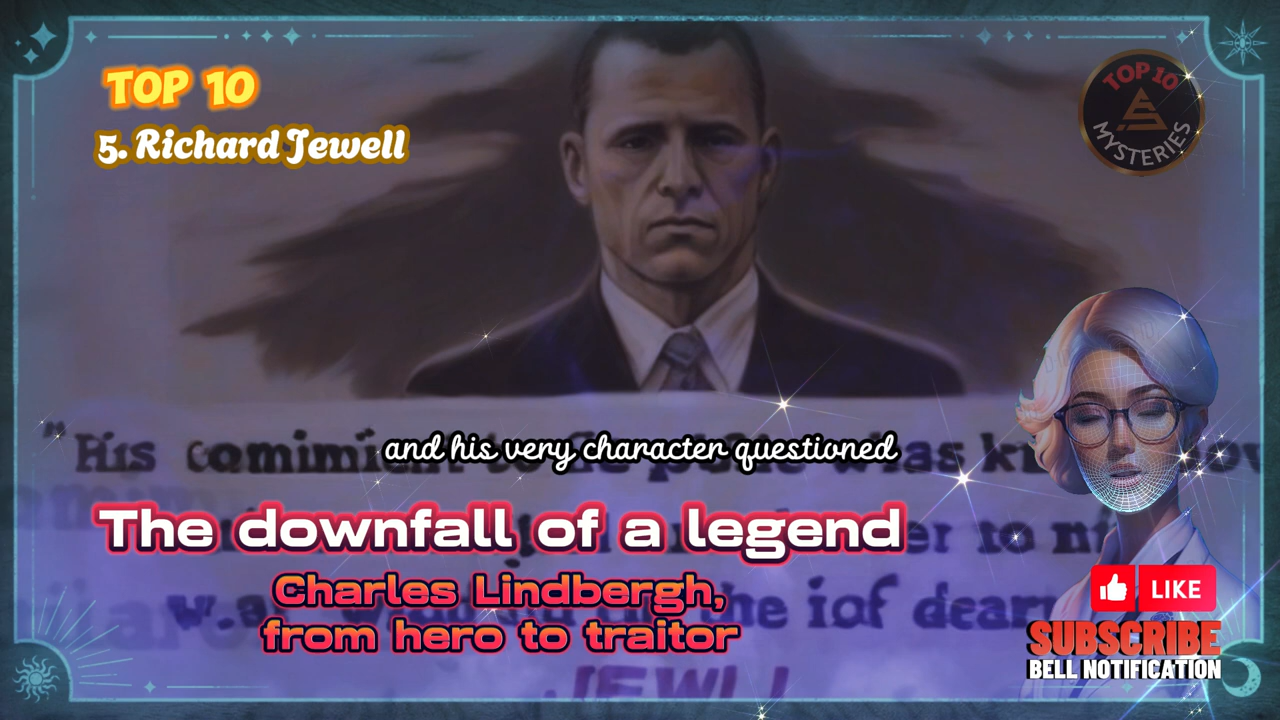 TOP 10
5. Richard Jewell
TOP 10
MYSTERIES
"His
and his very character questioned
The downfall of a legend
Charles Lindbergh,
from hero to traitor
LIKE
SUBSCRIBE
BELL NOTIFICATION